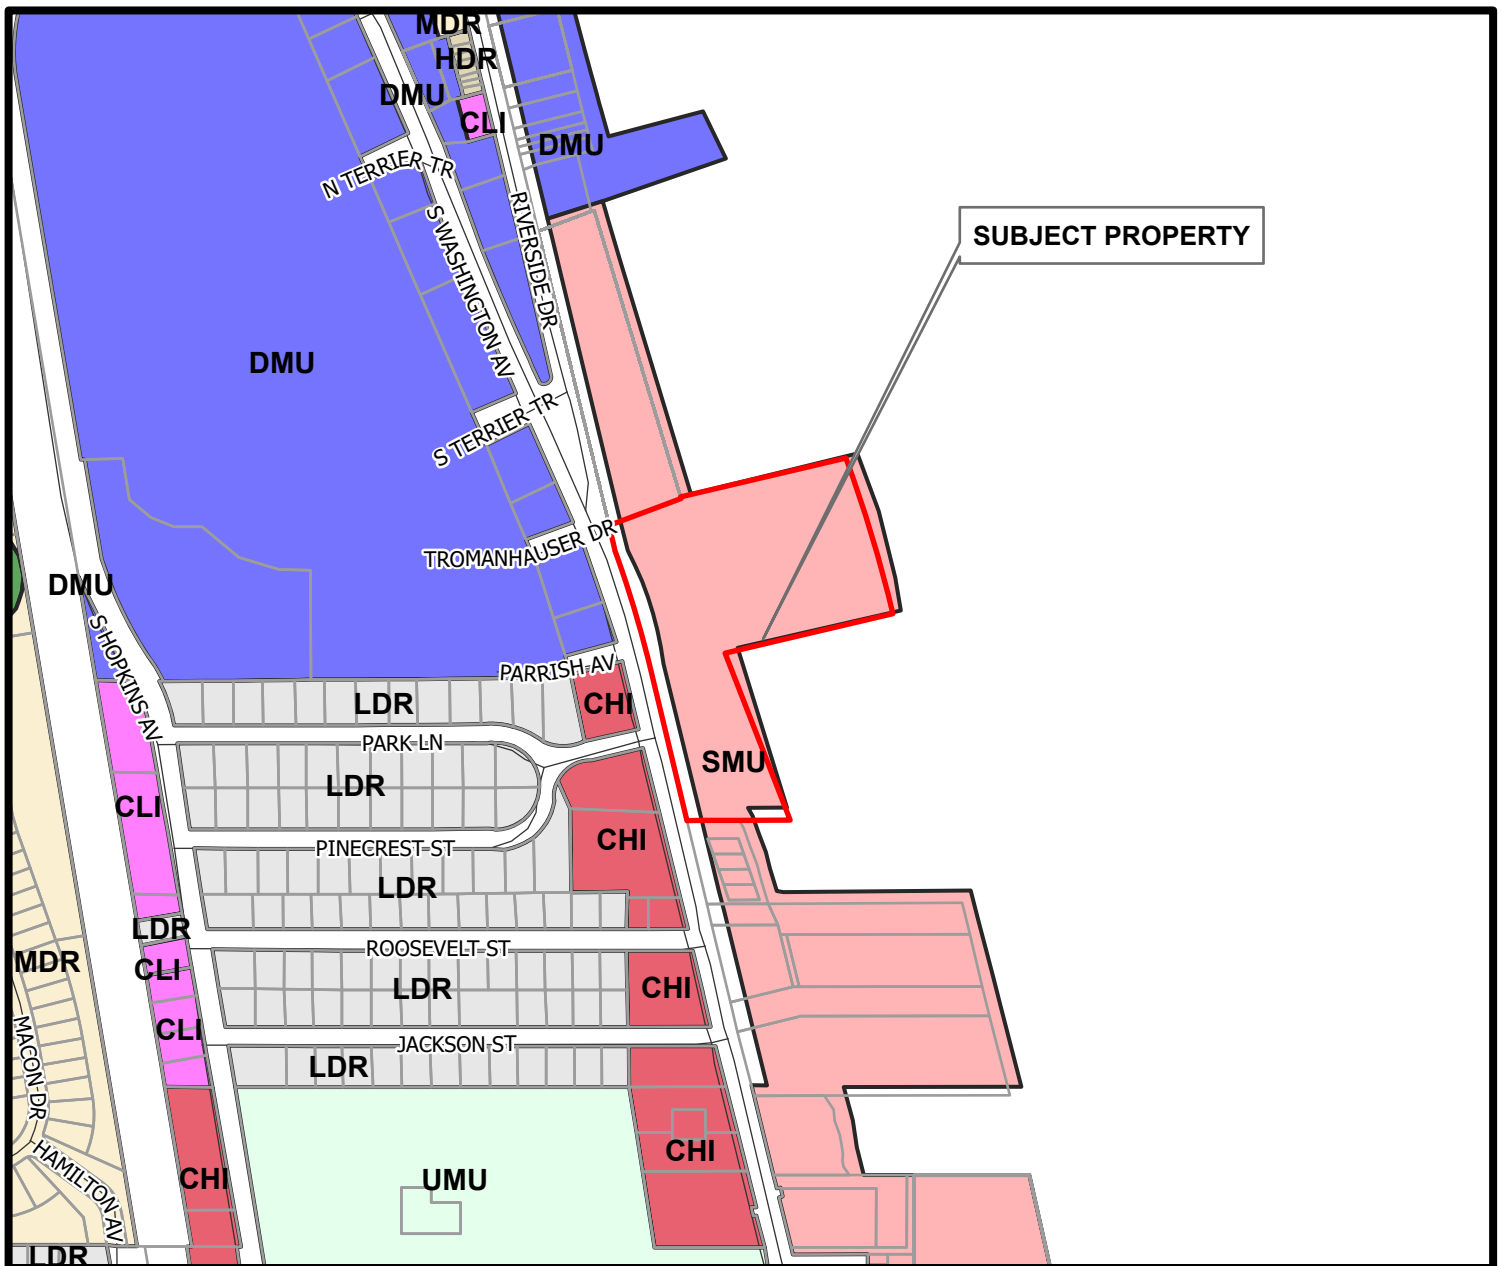 MDR
HDR
DMU
CLI
DMU
N TERRIER TR
S WASHINGTON AV
RIVERSIDE DR
SUBJECT PROPERTY
DMU
S TERRIER TR
TROMANHAUSER DR
DMU
S HOPKINS AV
PARRISH AV
LDR
CHI
PARK LN
SMU
LDR
CLI
CHI
PINECREST ST
LDR
LDR
ROOSEVELT ST
MDR
CLI
LDR
CHI
CLI
JACKSON ST
MACON DR
LDR
CHI
HAMILTON AV
CHI
UMU
LDR